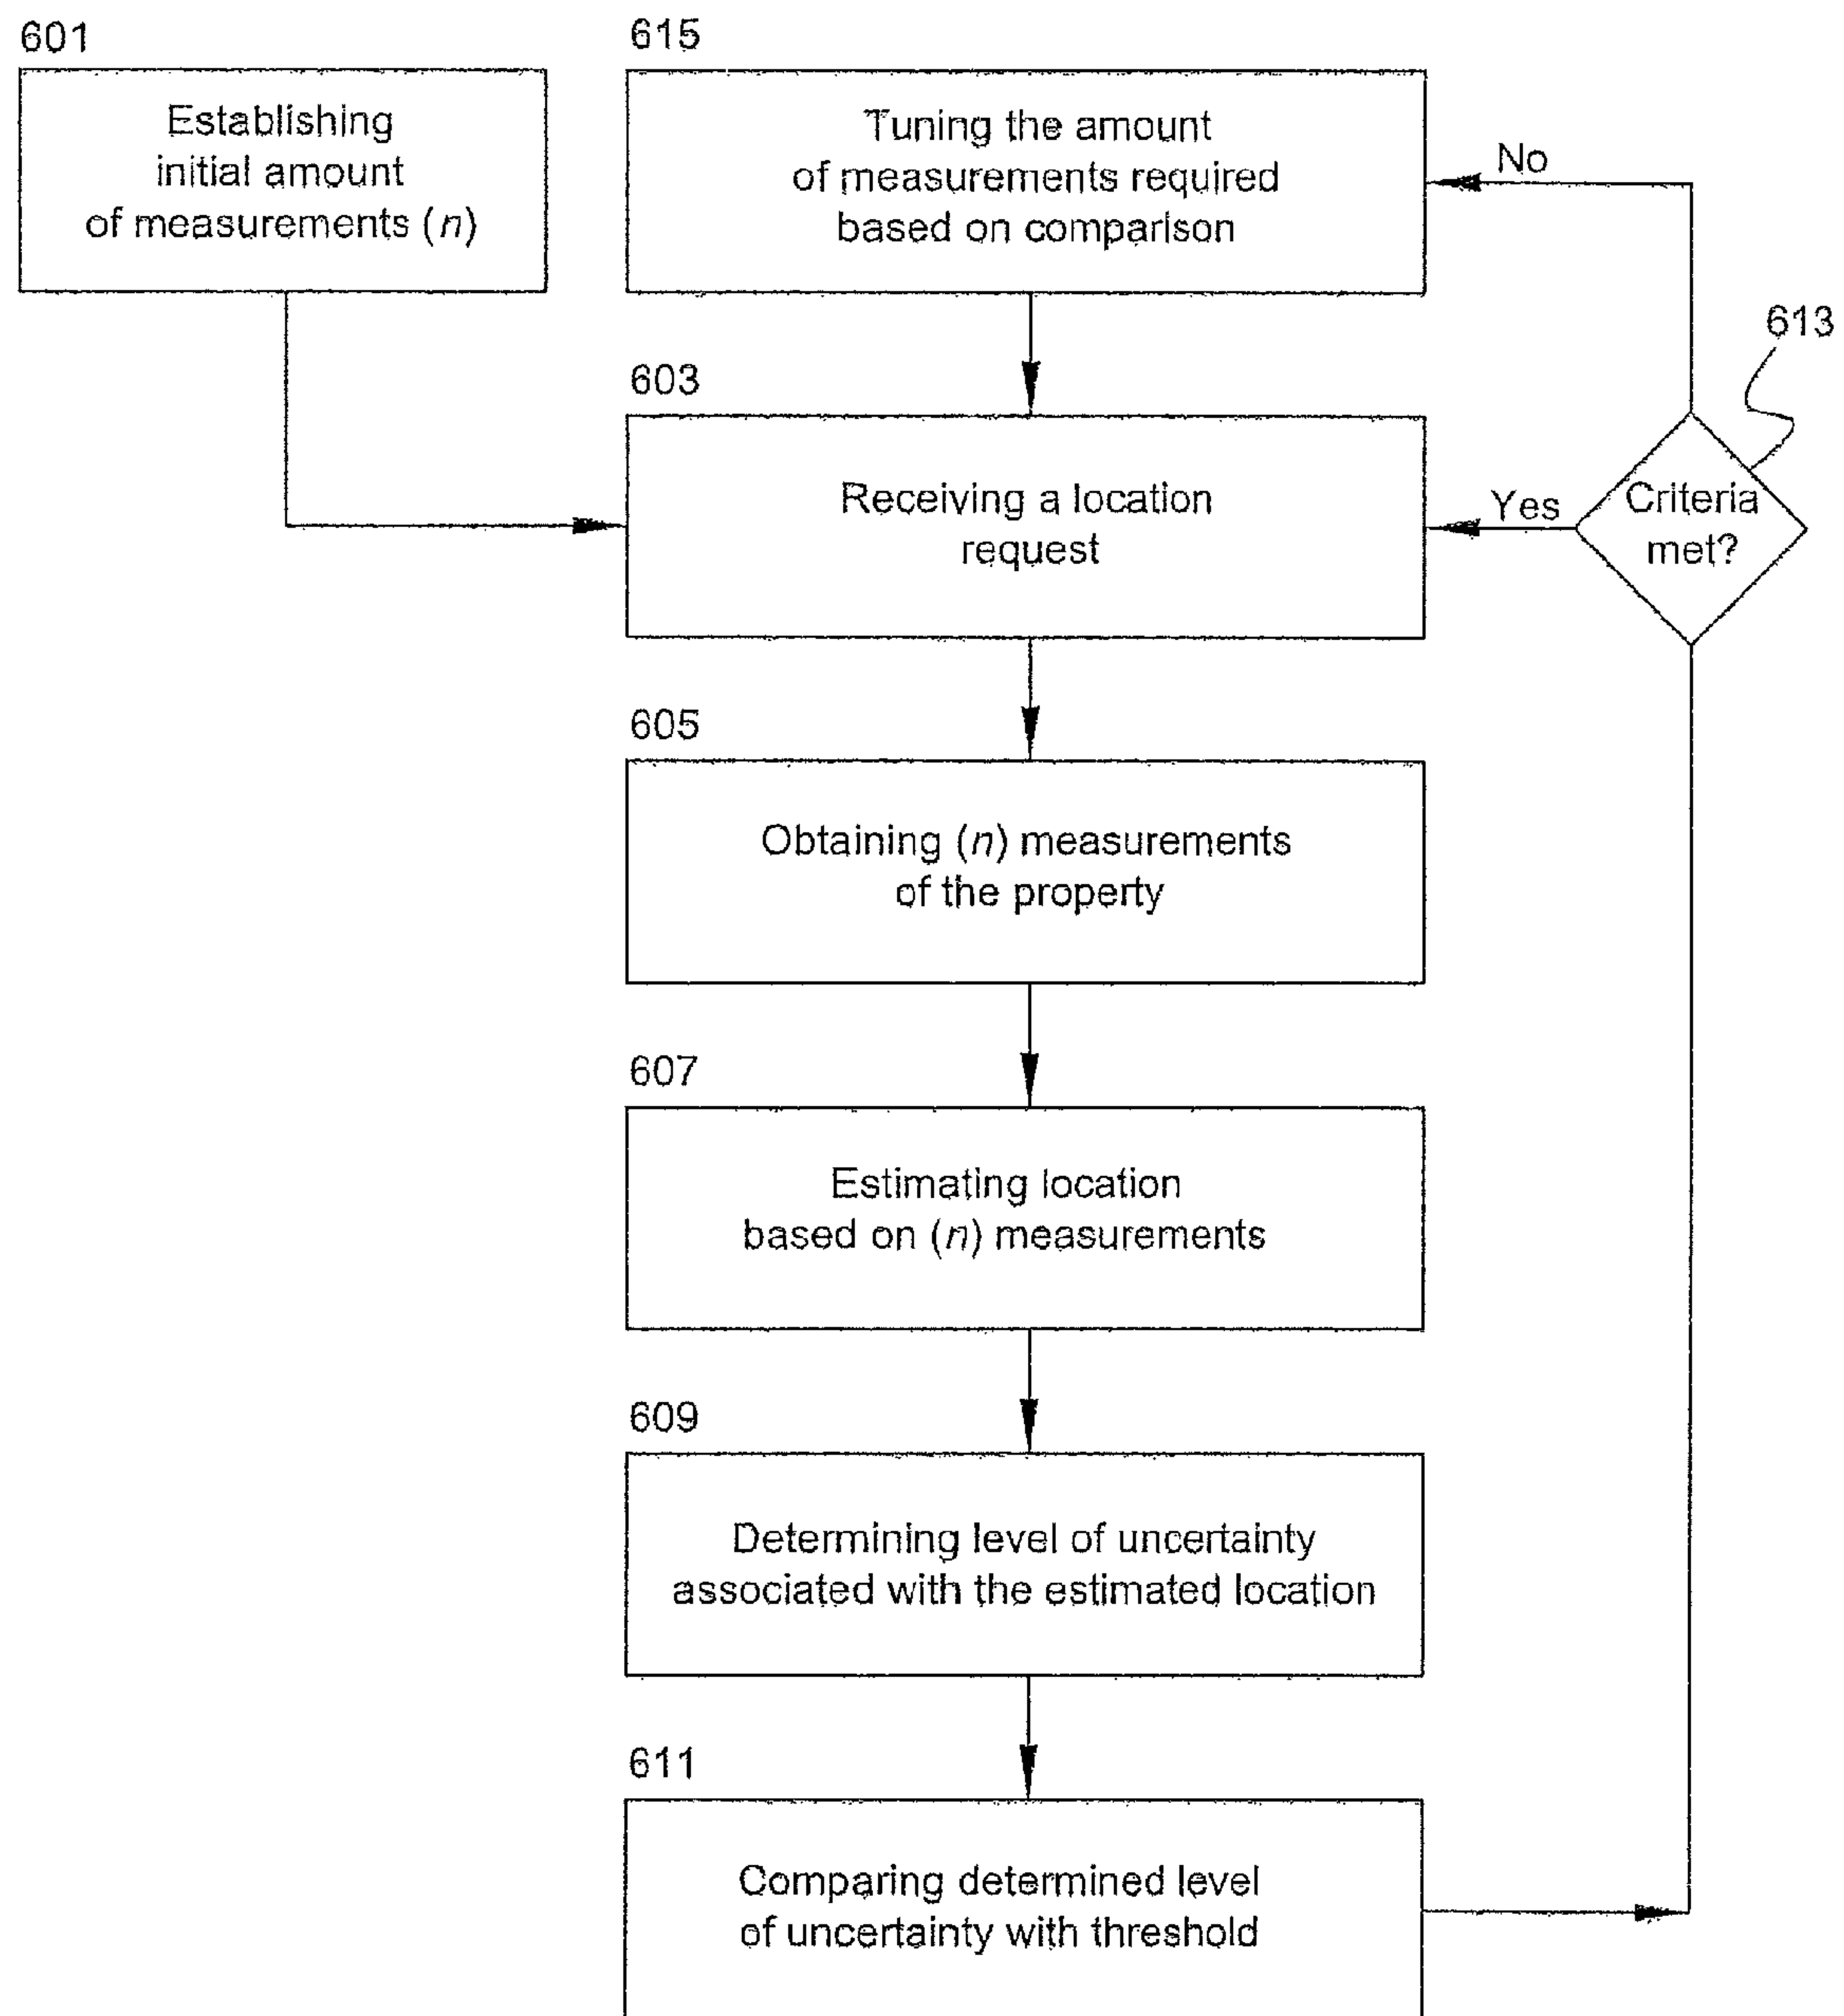 601
Establishing
initial amount
of measurements (n)
615
Tuning the amount
of measurements required
based on comparison
No
613
603
Receiving a location
request
Yes
Criteria
met?
605
Obtaining (n) measurements
of the property
607
Estimating location
based on (n) measurements
609
Determining level of uncertainty
associated with the estimated location
611
Comparing determined level
of uncertainty with threshold